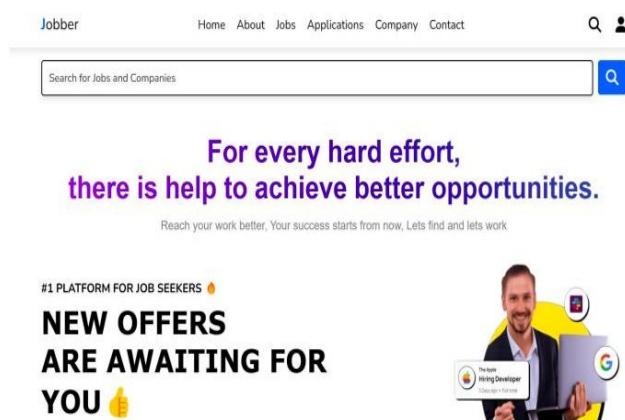 Jobber
Home About Jobs Applications Company Contact
Search for Jobs and Companies
For every hard effort,
there is help to achieve better opportunities.
Reach your work better, Your success starts from now, Lets find and lets work
#1 PLATFORM FOR JOB SEEKERS 🔥
NEW OFFERS
ARE AWAITING FOR
YOU👍
The Apple
Hiring Developer
G